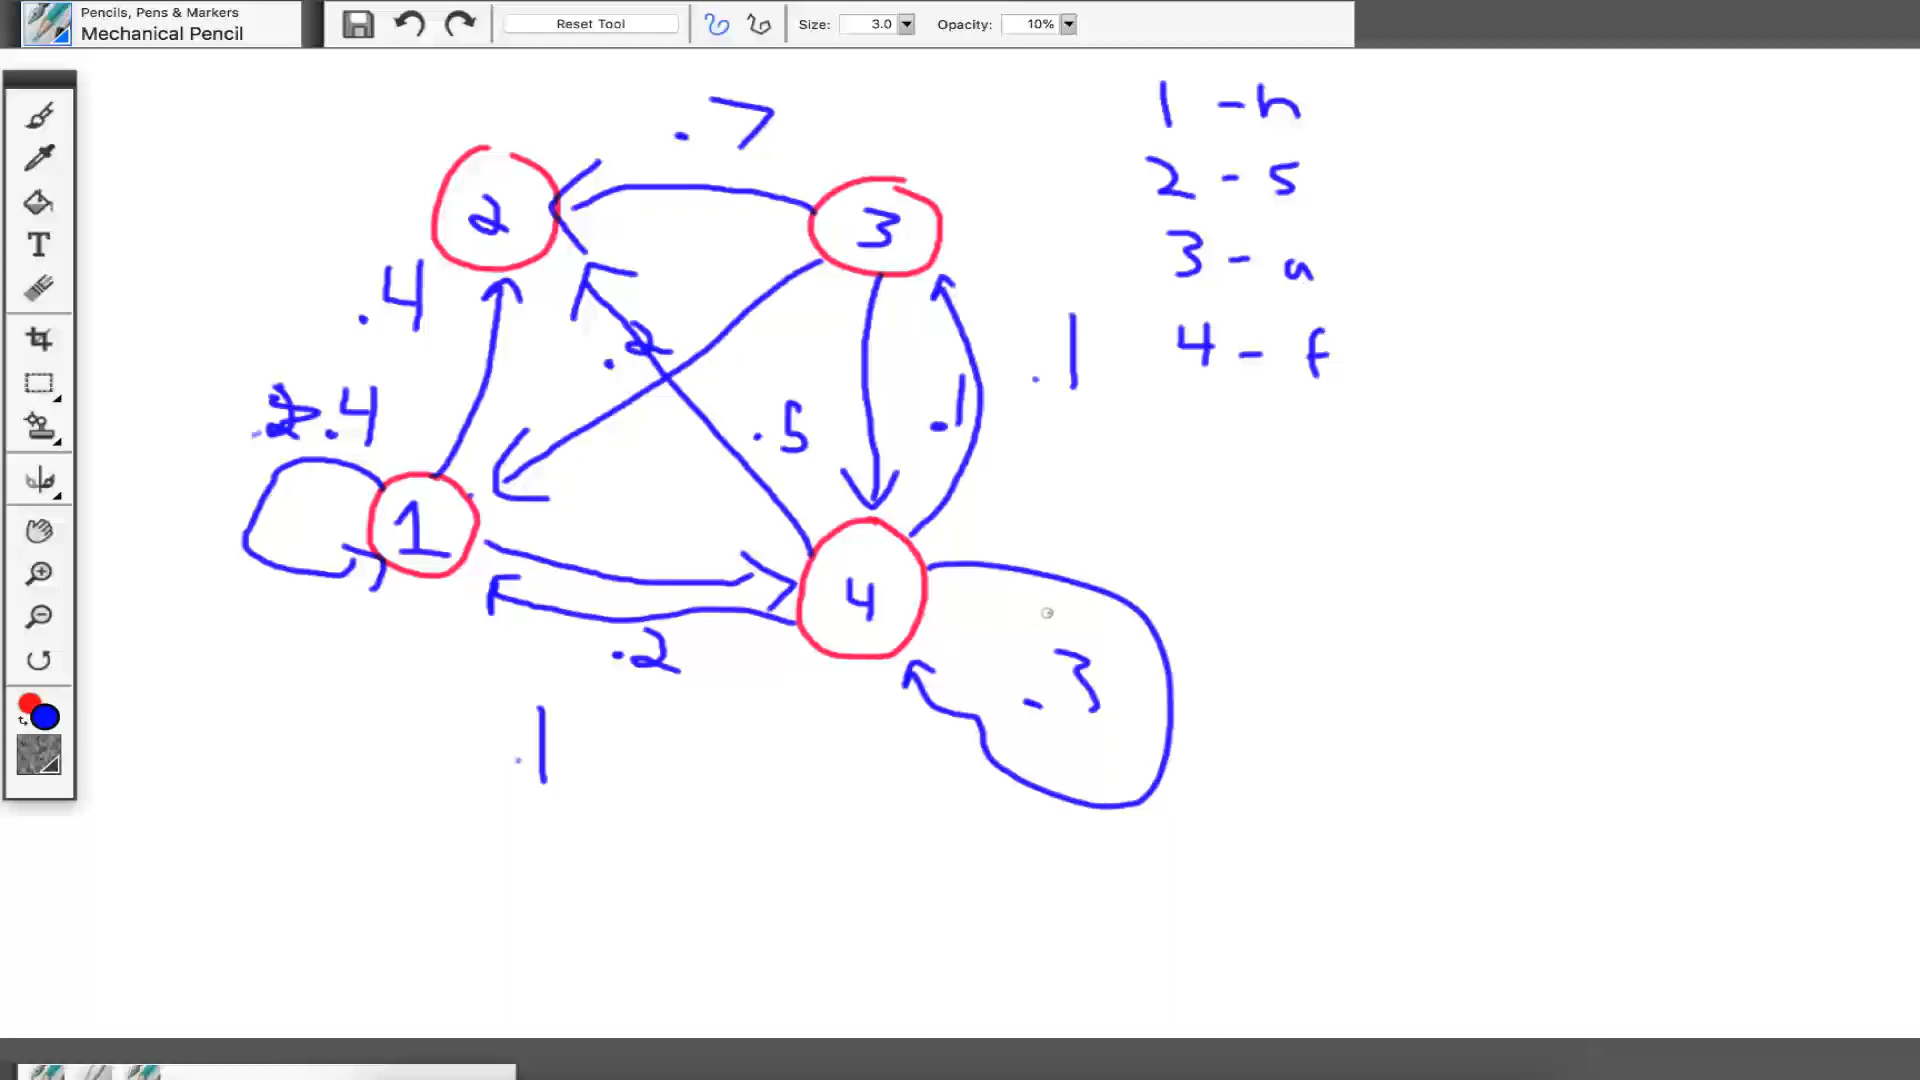 Pencils, Pens & Markers
Mechanical Pencil
Reset Tool
Size: 3.0
Opacity: 10%
T
.7
1 - h
2 - s
3 - a
4 - f
2
3
.4
.2
.1
.4
.5
.1
1
4
.2
.3
.1